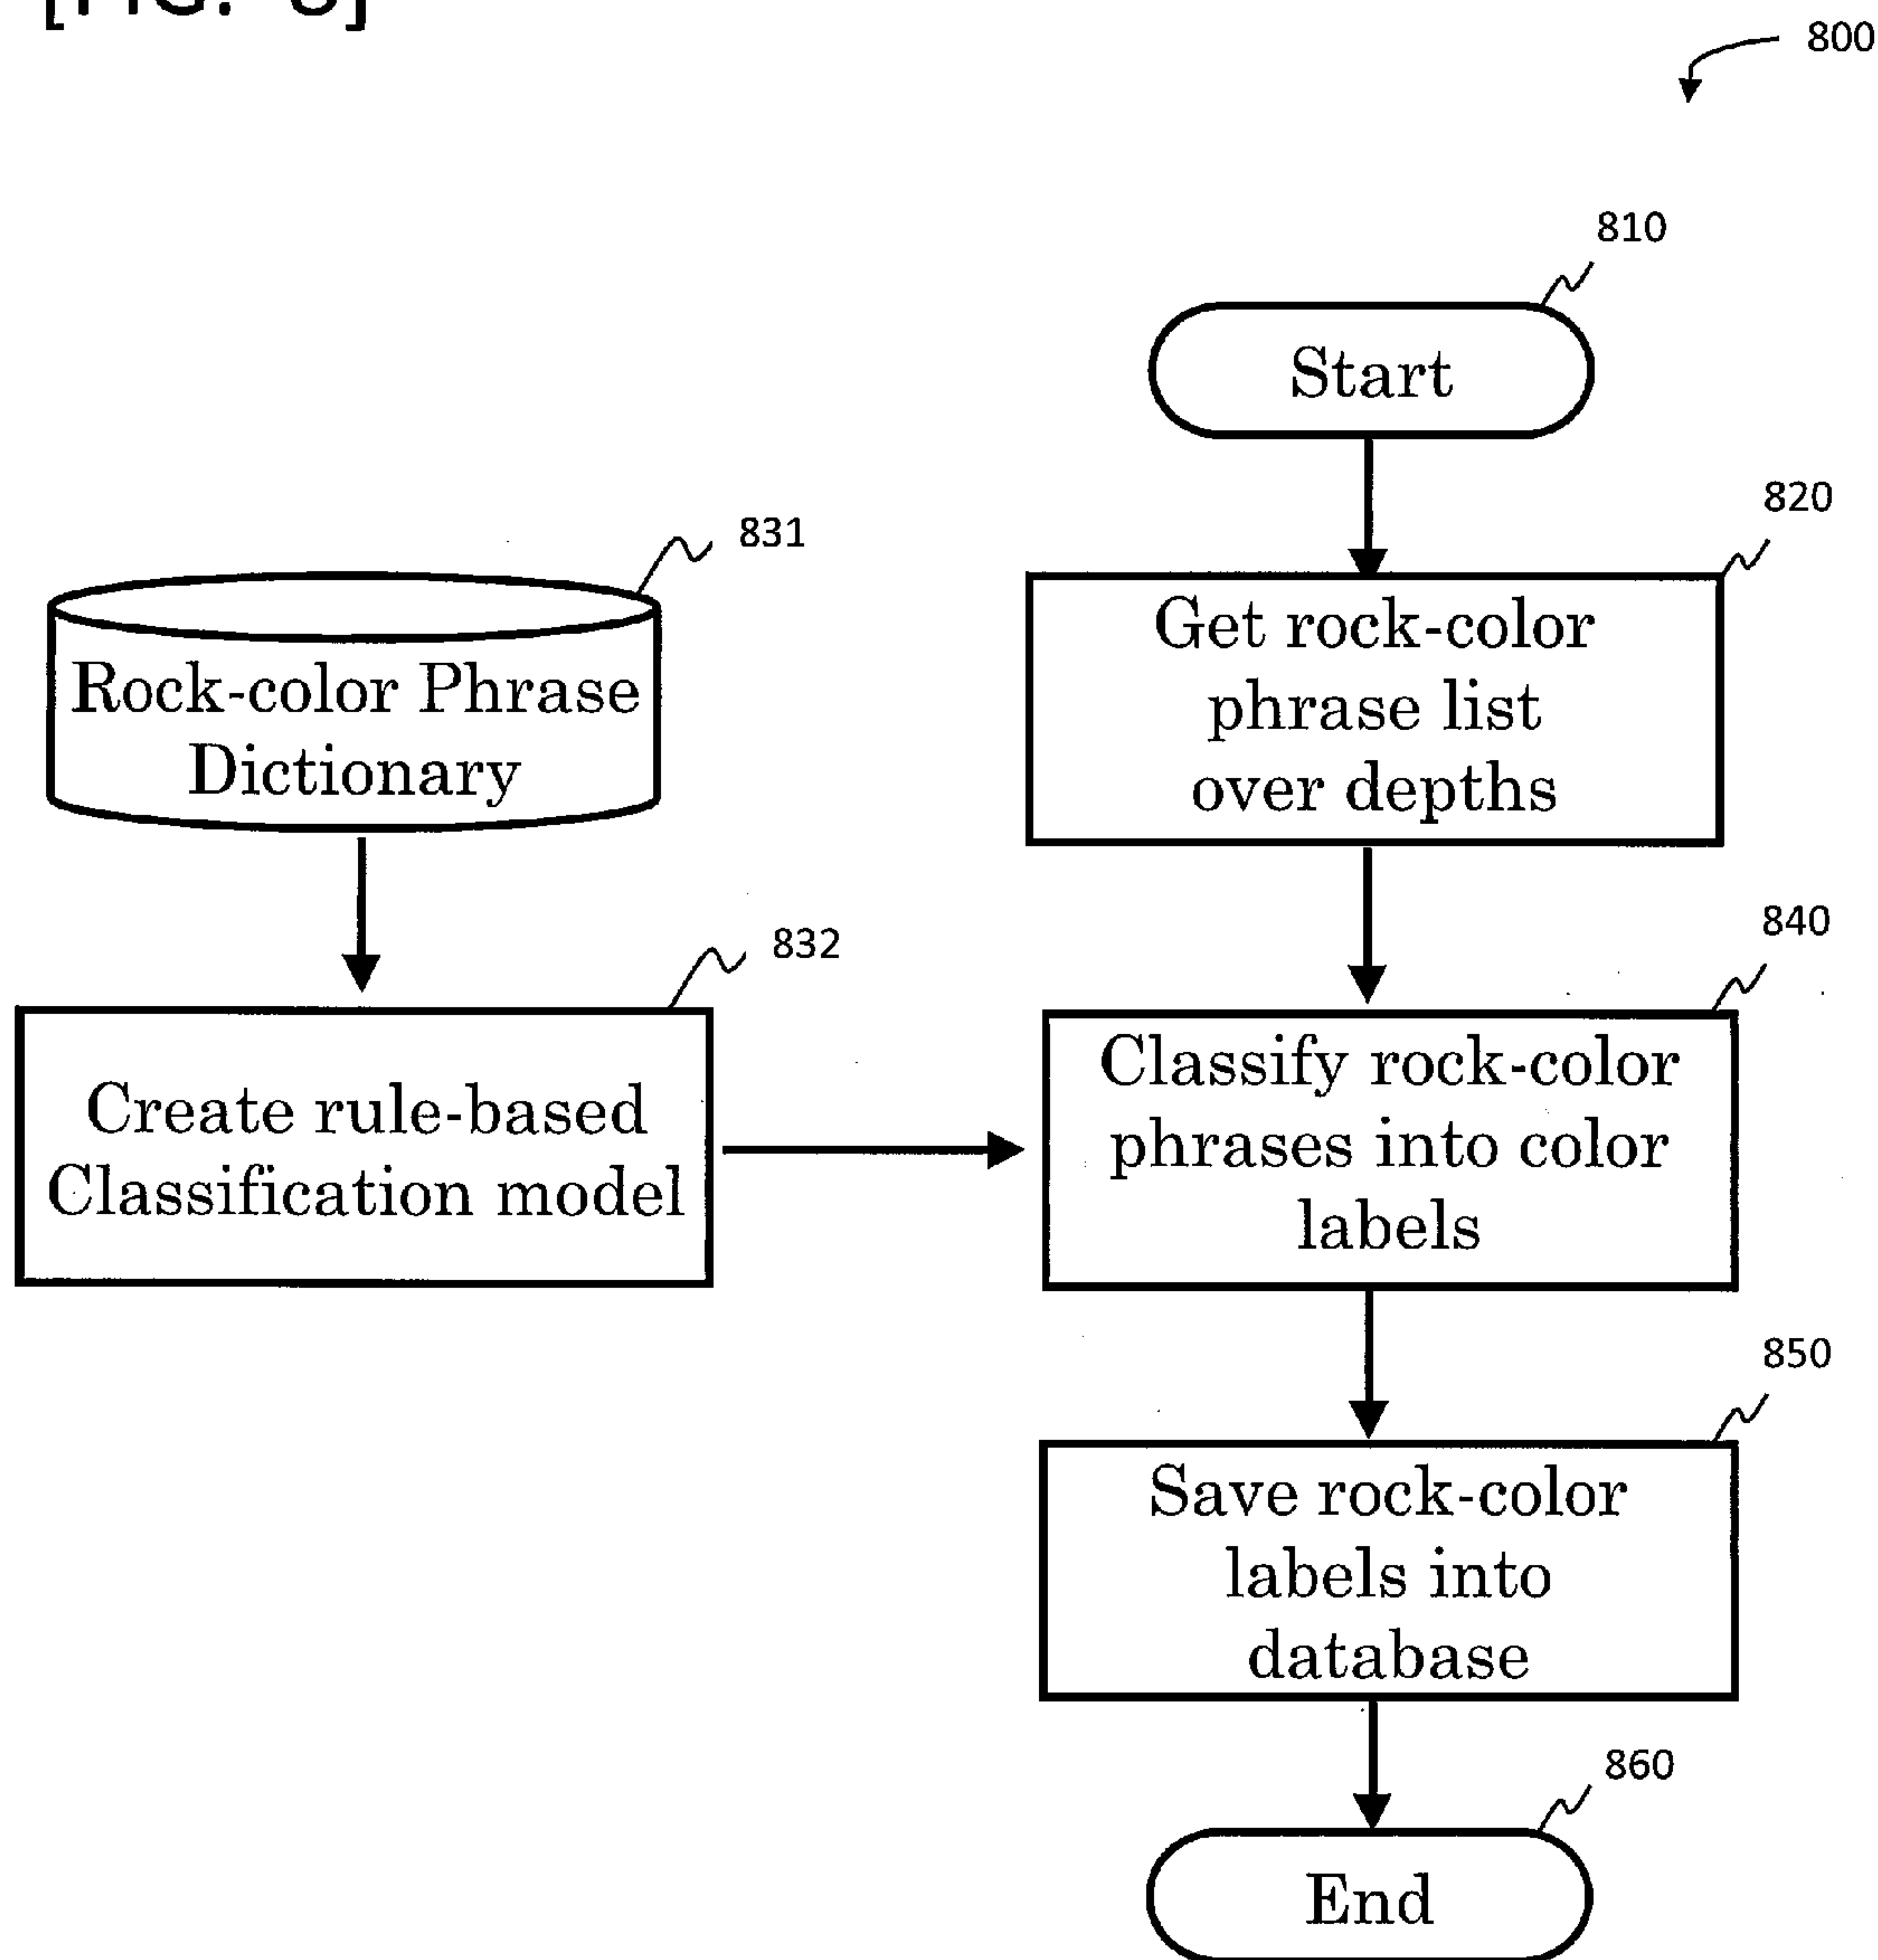 800
810
Start
820
Get rock-color
phrase list
over depths
831
Rock-color Phrase
Dictionary
832
Create rule-based
Classification model
840
Classify rock-color
phrases into color
labels
850
Save rock-color
labels into
database
860
End